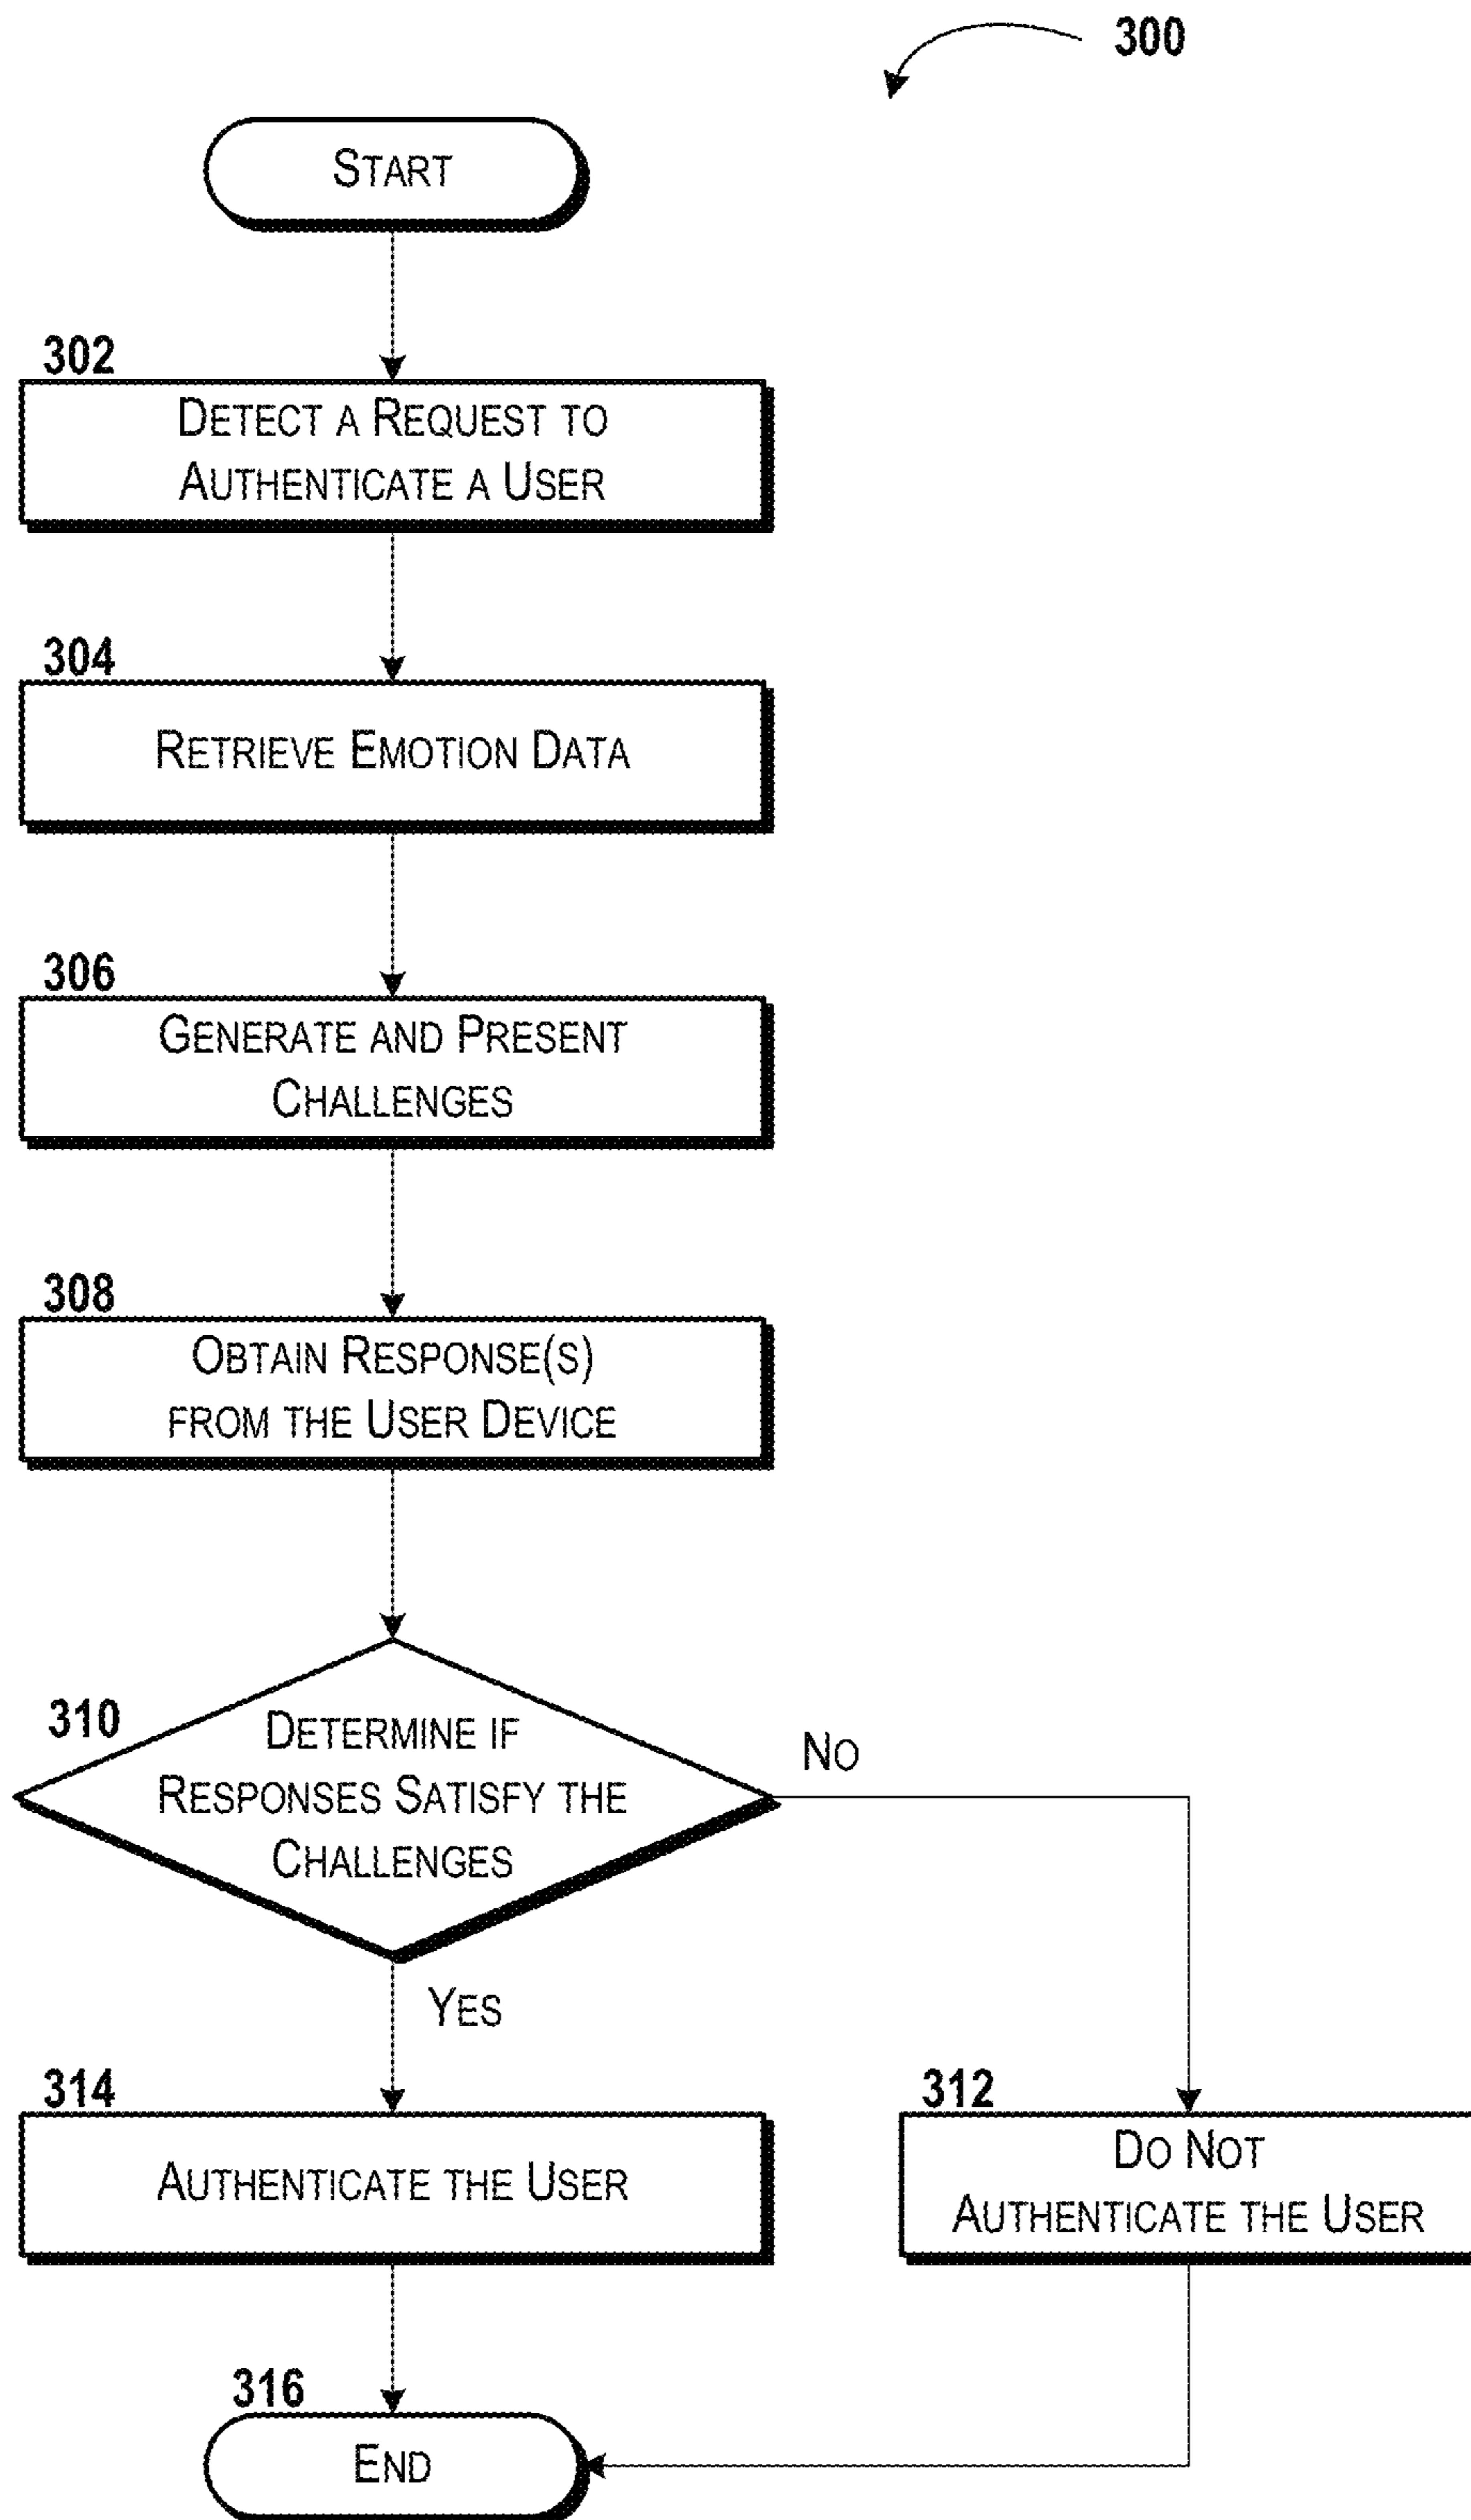 300
START
302
DETECT A REQUEST TO
AUTHENTICATE A USER
304
RETRIEVE EMOTION DATA
306
GENERATE AND PRESENT
CHALLENGES
308
OBTAIN RESPONSE(S)
FROM THE USER DEVICE
310
DETERMINE IF
RESPONSES SATISFY THE
CHALLENGES
NO
YES
314
AUTHENTICATE THE USER
312
DO NOT
AUTHENTICATE THE USER
316
END